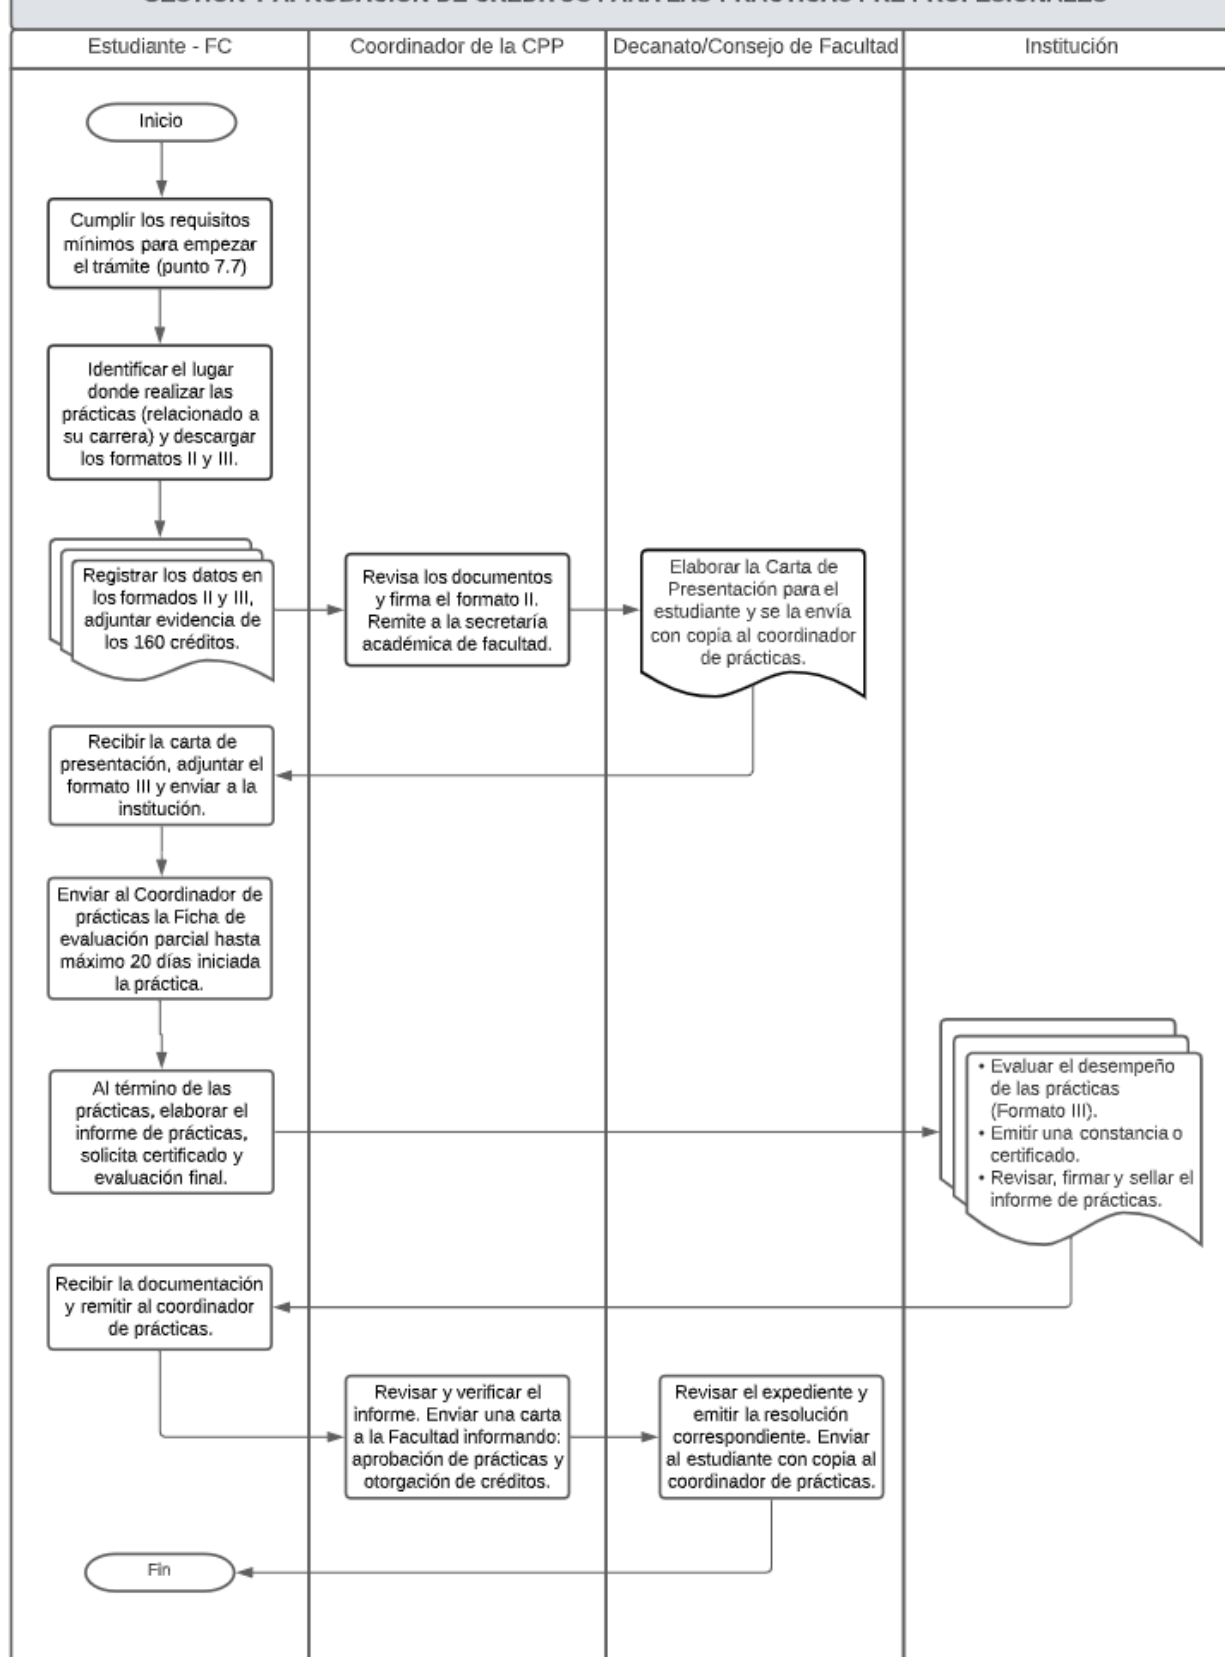 GESTIÓN Y APROBACIÓN DE CRÉDITOS PARA LAS PRÁCTICAS PRE PROFESIONALES
Estudiante - FC
Coordinador de la CPP
Decanato/Consejo de Facultad
Institución
Inicio
Cumplir los requisitos
mínimos para empezar
el trámite (punto 7.7)
Identificar el lugar
donde realizar las
prácticas (relacionado a
su carrera) y descargar
los formatos II y III.
Registrar los datos en
los formados II y III,
adjuntar evidencia de
los 160 créditos.
Revisa los documentos
y firma el formato II.
Remite a la secretaría
académica de facultad.
Elaborar la Carta de
Presentación para el
estudiante y se la envía
con copia al coordinador
de prácticas.
Recibir la carta de
presentación, adjuntar el
formato III y enviar a la
institución.
Enviar al Coordinador de
prácticas la Ficha de
evaluación parcial hasta
máximo 20 días iniciada
la práctica.
Al término de las
prácticas, elaborar el
informe de prácticas,
solicita certificado y
evaluación final.
• Evaluar el desempeño
de las prácticas
(Formato III).
• Emitir una constancia o
certificado.
• Revisar, firmar y sellar el
informe de prácticas.
Recibir la documentación
y remitir al coordinador
de prácticas.
Revisar y verificar el
informe. Enviar una carta
a la Facultad informando:
aprobación de prácticas y
otorgación de créditos.
Revisar el expediente y
emitir la resolución
correspondiente. Enviar
al estudiante con copia al
coordinador de prácticas.
Fin